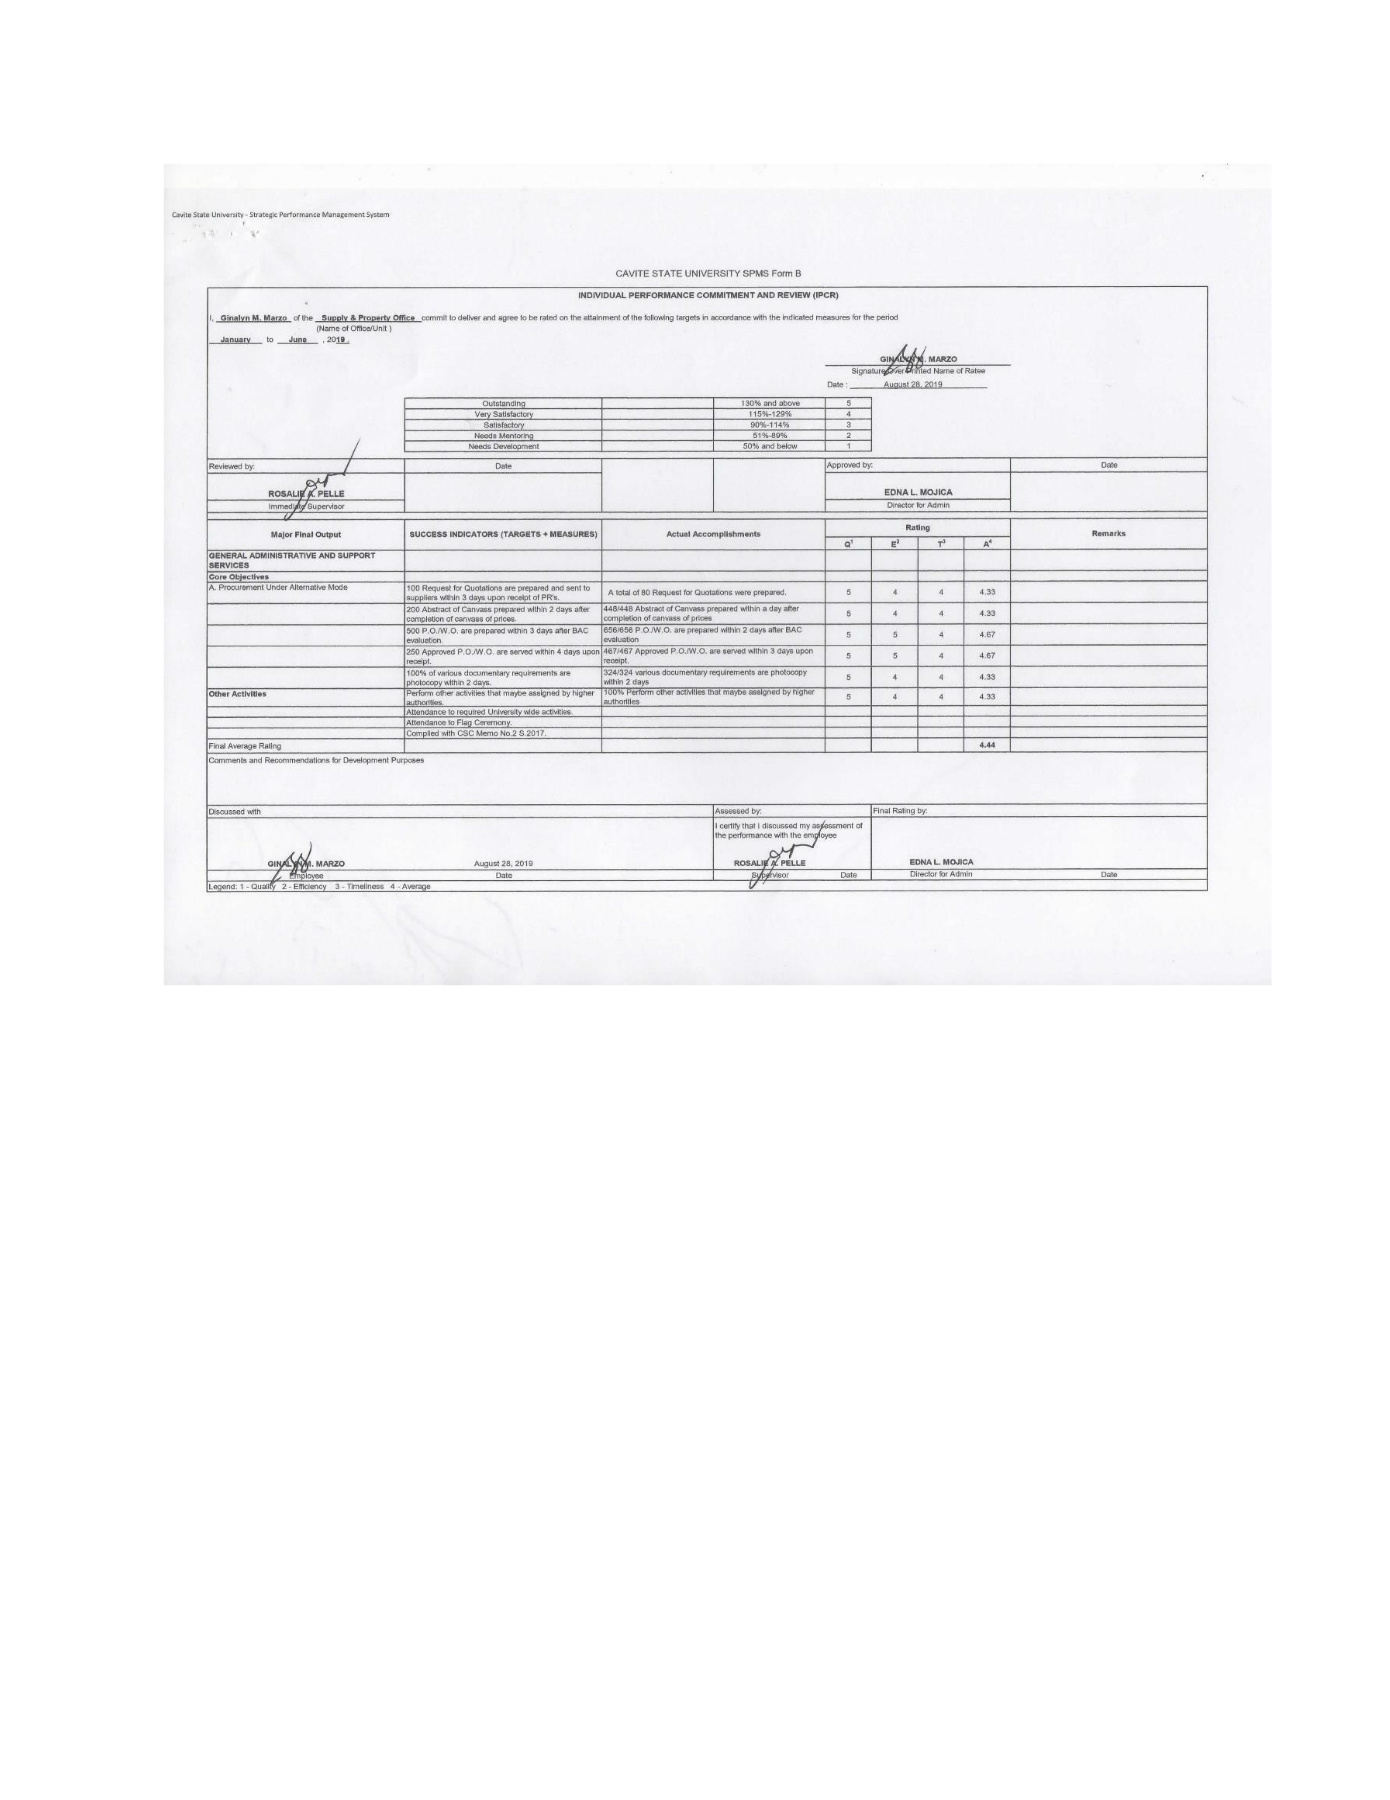 Cavite State University - Strategic Performance Management System
CAVITE STATE UNIVERSITY SPMS Form B
INDIVIDUAL PERFORMANCE COMMITMENT AND REVIEW (IPCR)
I, Ginalyn M. Marzo of the Supply & Property Office commit to deliver and agree to be rated on the attainment of the following targets in accordance with the indicated measures for the period
(Name of Office/Unit )
January to June , 2019 .
GINALYN M. MARZO
Signature Over Printed Name of Ratee
Date : August 28, 2019
Outstanding 130% and above 5
Very Satisfactory 115%-129% 4
Satisfactory 90%-114% 3
Needs Mentoring 51%-89% 2
Needs Development 50% and below 1
Reviewed by: Date Approved by: Date
ROSALIE A. PELLE EDNA L. MOJICA
Immediate Supervisor Director for Admin
Major Final Output SUCCESS INDICATORS (TARGETS + MEASURES) Actual Accomplishments Rating Remarks
Q¹ E² T³ A⁴
GENERAL ADMINISTRATIVE AND SUPPORT
SERVICES
Core Objectives
A. Procurement Under Alternative Mode 100 Request for Quotations are prepared and sent to
suppliers within 3 days upon receipt of PR's. A total of 80 Request for Quotations were prepared. 5 4 4 4.33
200 Abstract of Canvass prepared within 2 days after
completion of canvass of prices. 448/448 Abstract of Canvass prepared within a day after
completion of canvass of prices 5 4 4 4.33
500 P.O./W.O. are prepared within 3 days after BAC
evaluation. 656/656 P.O./W.O. are prepared within 2 days after BAC
evaluation 5 5 4 4.67
250 Approved P.O./W.O. are served within 4 days upon
receipt. 467/467 Approved P.O./W.O. are served within 3 days upon
receipt. 5 5 4 4.67
100% of various documentary requirements are
photocopy within 2 days. 324/324 various documentary requirements are photocopy
within 2 days 5 4 4 4.33
Other Activities Perform other activities that maybe assigned by higher
authorities. 100% Perform other activities that maybe assigned by higher
authorities 5 4 4 4.33
Attendance to required University wide activities.
Attendance to Flag Ceremony.
Complied with CSC Memo No.2 S.2017.
Final Average Rating 4.44
Comments and Recommendations for Development Purposes
Discussed with Assessed by: Final Rating by:
I certify that I discussed my assessment of
the performance with the employee
GINALYN M. MARZO August 28, 2019 ROSALIE A. PELLE EDNA L. MOJICA
Employee Date Supervisor Date Director for Admin Date
Legend: 1 - Quality 2 - Efficiency 3 - Timeliness 4 - Average